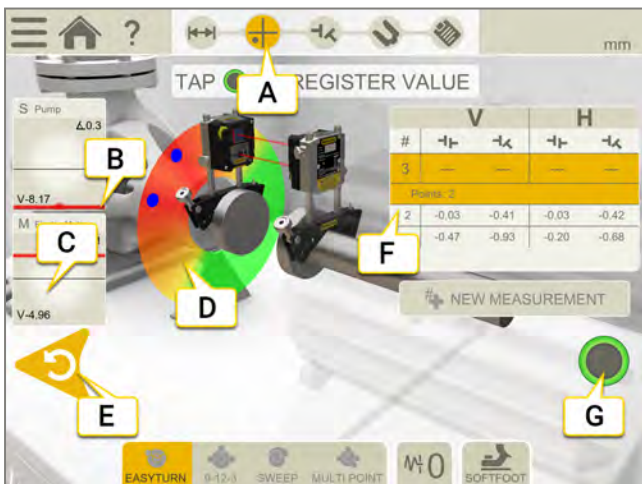 ?
mm
TAP REGISTER VALUE
A
S Pump
∡0.3
B
V-8.17
M
C
V-4.96
D
V H
#
3 — — — —
Points: 2
2 -0.03 -0.41 -0.03 -0.42
-0.47 -0.93 -0.20 -0.68
F
# NEW MEASUREMENT
E
G
EASYTURN 9-12-3 SWEEP MULTI POINT 0 SOFTFOOT